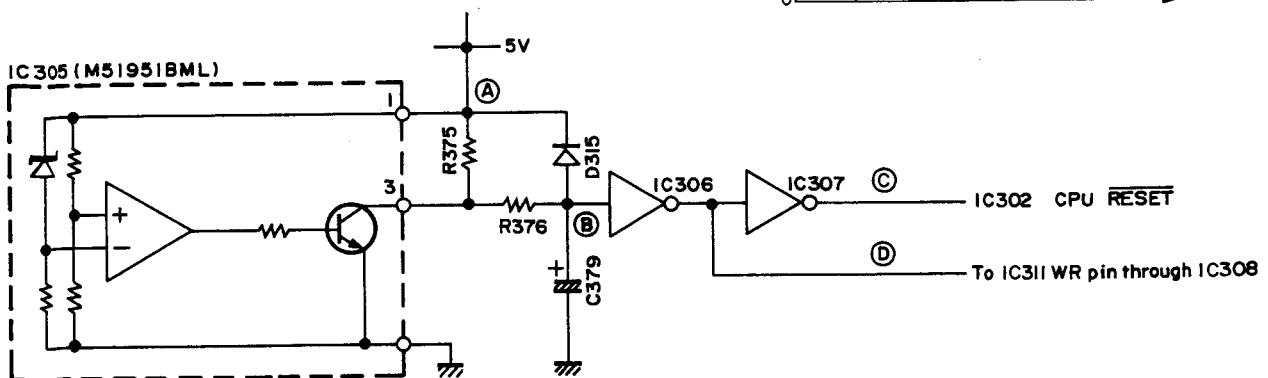 5V
IC305(M51951BML)
1
A
R375
D315
3
R376
B
IC306
IC307
C
IC302 CPU RESET
+
−
+
C379
D
To IC311 WR pin through IC308